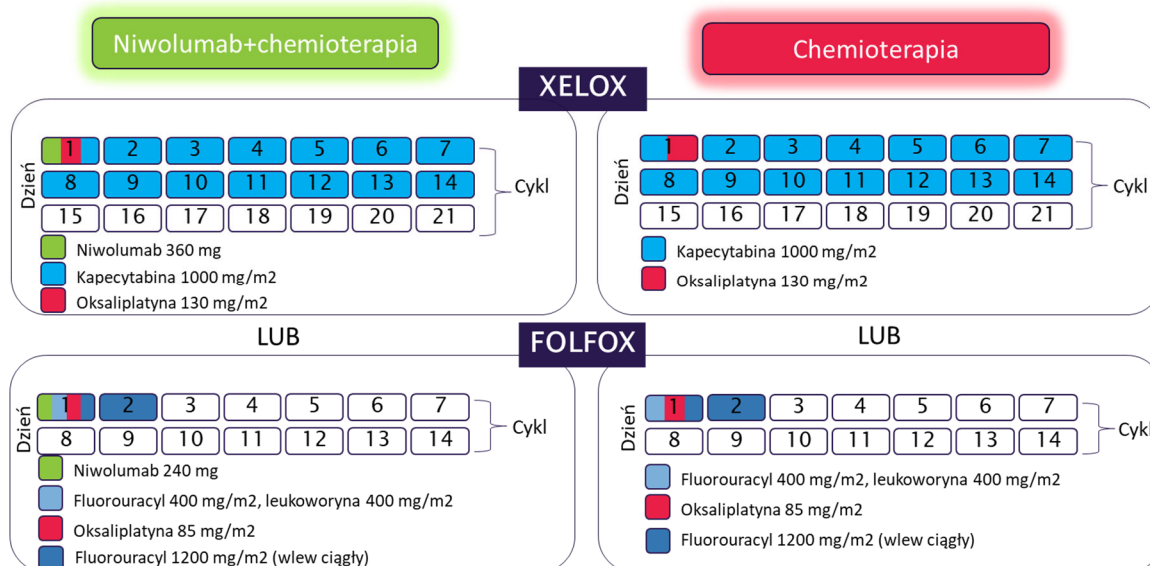 Niwolumab+chemioterapia
Chemioterapia
XELOX
Dzień
1 2 3 4 5 6 7
8 9 10 11 12 13 14
15 16 17 18 19 20 21
Cykl
Niwolumab 360 mg
Kapecytabina 1000 mg/m2
Oksaliplatyna 130 mg/m2
Dzień
1 2 3 4 5 6 7
8 9 10 11 12 13 14
15 16 17 18 19 20 21
Cykl
Kapecytabina 1000 mg/m2
Oksaliplatyna 130 mg/m2
LUB
FOLFOX
LUB
Dzień
1 2 3 4 5 6 7
8 9 10 11 12 13 14
Cykl
Niwolumab 240 mg
Fluorouracyl 400 mg/m2, leukoworyna 400 mg/m2
Oksaliplatyna 85 mg/m2
Fluorouracyl 1200 mg/m2 (wlew ciągły)
Dzień
1 2 3 4 5 6 7
8 9 10 11 12 13 14
Cykl
Fluorouracyl 400 mg/m2, leukoworyna 400 mg/m2
Oksaliplatyna 85 mg/m2
Fluorouracyl 1200 mg/m2 (wlew ciągły)